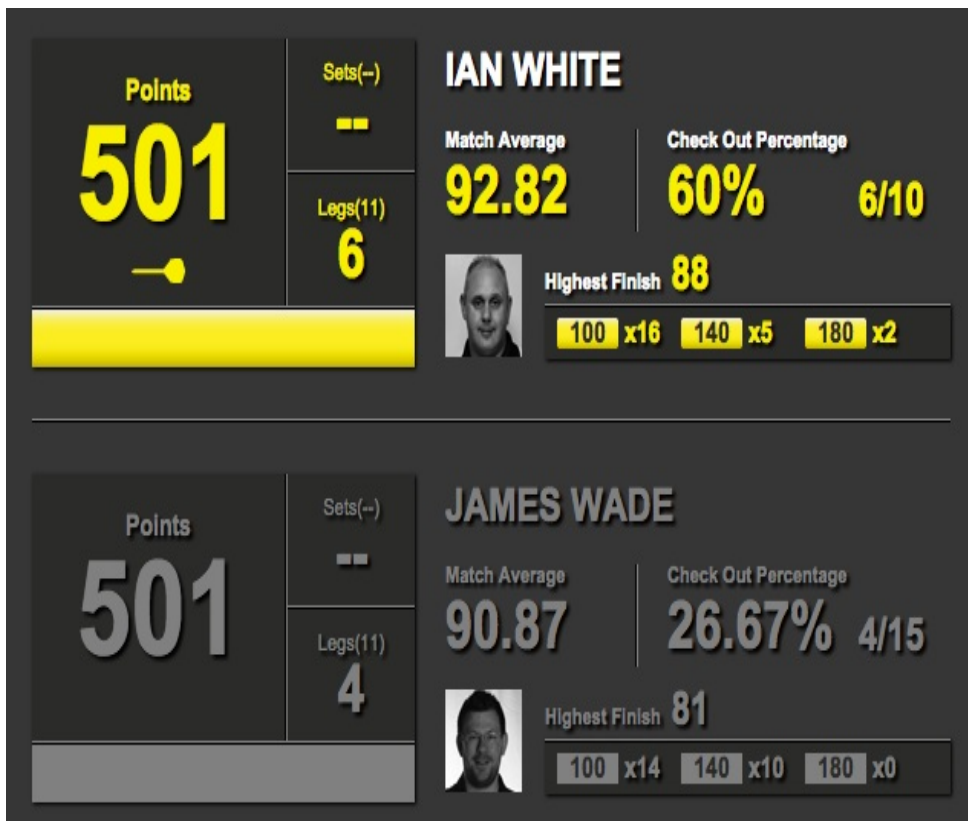 Points
501
Sets(--)
--
Legs(11)
6
IAN WHITE
Match Average
92.82
Check Out Percentage
60% 6/10
Highest Finish 88
100 x16 140 x5 180 x2
Points
501
Sets(--)
--
Legs(11)
4
JAMES WADE
Match Average
90.87
Check Out Percentage
26.67% 4/15
Highest Finish 81
100 x14 140 x10 180 x0